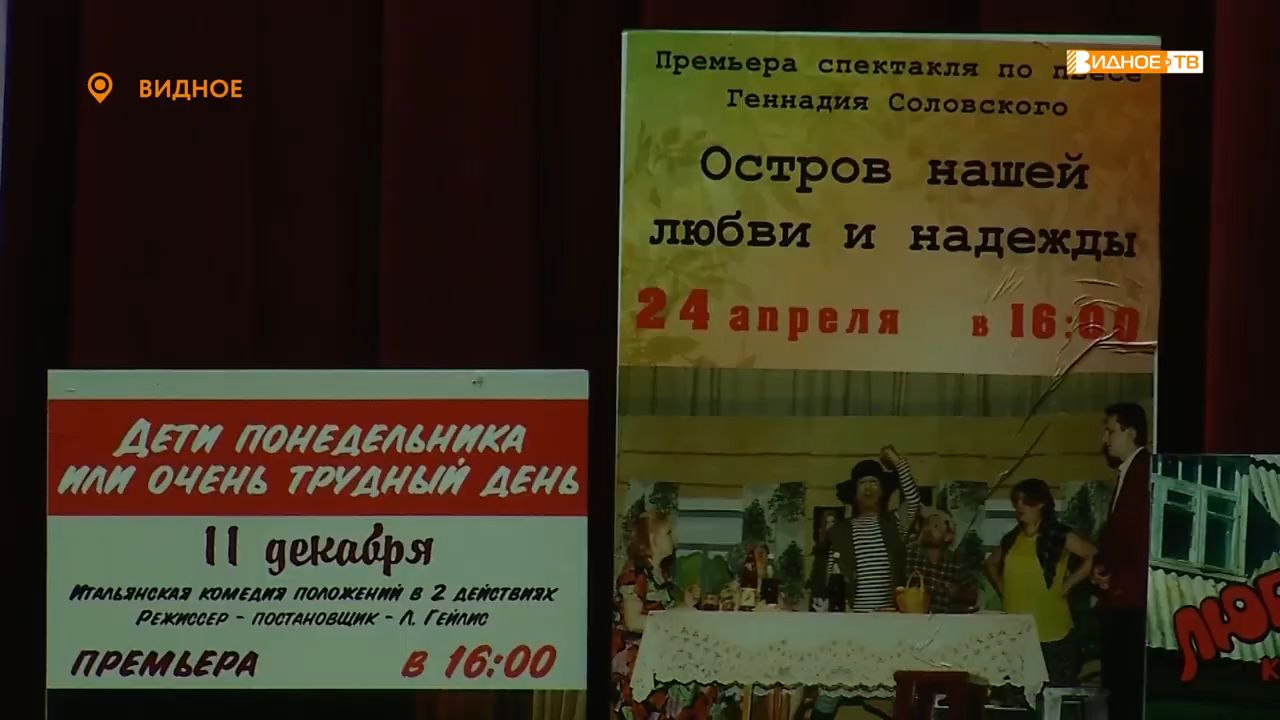 ВИДНОЕ
ВИДНОЕ ТВ
Премьера спектакля по пьесе
Геннадия Соловского
Остров нашей
любви и надежды
24 апреля в 16:00
Дети понедельника
или очень трудный день
11 декабря
Итальянская комедия положений в 2 действиях
Режиссер - постановщик - Л. Гейлис
ПРЕМЬЕРА в 16:00